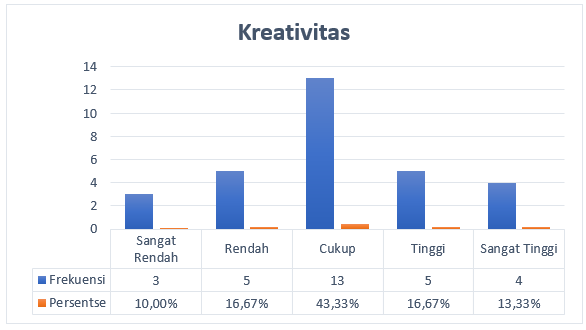 Kreativitas
14
12
10
8
6
4
2
0
Sangat Rendah Rendah Cukup Tinggi Sangat Tinggi
Frekuensi 3 5 13 5 4
Persentse 10,00% 16,67% 43,33% 16,67% 13,33%